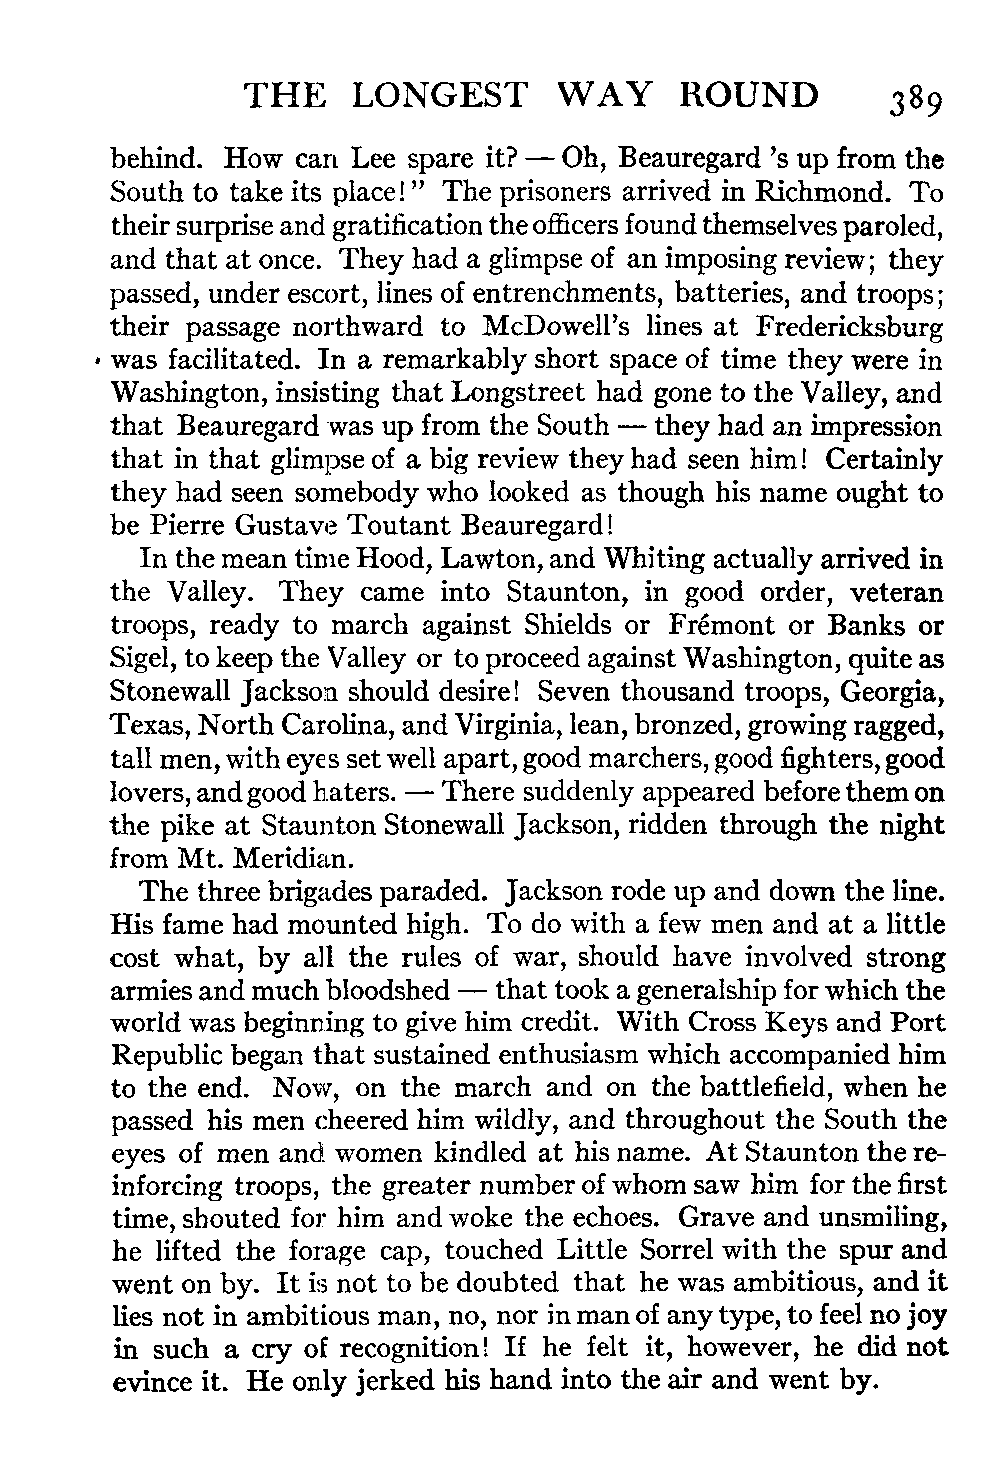 THE LONGEST WAY ROUND 389
behind. How can Lee spare it? — Oh, Beauregard 's up from the
South to take its place!" The prisoners arrived in Richmond. To
their surprise and gratification the officers found themselves paroled,
and that at once. They had a glimpse of an imposing review; they
passed, under escort, lines of entrenchments, batteries, and troops;
their passage northward to McDowell's lines at Fredericksburg
was facilitated. In a remarkably short space of time they were in
Washington, insisting that Longstreet had gone to the Valley, and
that Beauregard was up from the South — they had an impression
that in that glimpse of a big review they had seen him! Certainly
they had seen somebody who looked as though his name ought to
be Pierre Gustave Toutant Beauregard!
In the mean time Hood, Lawton, and Whiting actually arrived in
the Valley. They came into Staunton, in good order, veteran
troops, ready to march against Shields or Frémont or Banks or
Sigel, to keep the Valley or to proceed against Washington, quite as
Stonewall Jackson should desire! Seven thousand troops, Georgia,
Texas, North Carolina, and Virginia, lean, bronzed, growing ragged,
tall men, with eyes set well apart, good marchers, good fighters, good
lovers, and good haters. — There suddenly appeared before them on
the pike at Staunton Stonewall Jackson, ridden through the night
from Mt. Meridian.
The three brigades paraded. Jackson rode up and down the line.
His fame had mounted high. To do with a few men and at a little
cost what, by all the rules of war, should have involved strong
armies and much bloodshed — that took a generalship for which the
world was beginning to give him credit. With Cross Keys and Port
Republic began that sustained enthusiasm which accompanied him
to the end. Now, on the march and on the battlefield, when he
passed his men cheered him wildly, and throughout the South the
eyes of men and women kindled at his name. At Staunton the re-
inforcing troops, the greater number of whom saw him for the first
time, shouted for him and woke the echoes. Grave and unsmiling,
he lifted the forage cap, touched Little Sorrel with the spur and
went on by. It is not to be doubted that he was ambitious, and it
lies not in ambitious man, no, nor in man of any type, to feel no joy
in such a cry of recognition! If he felt it, however, he did not
evince it. He only jerked his hand into the air and went by.